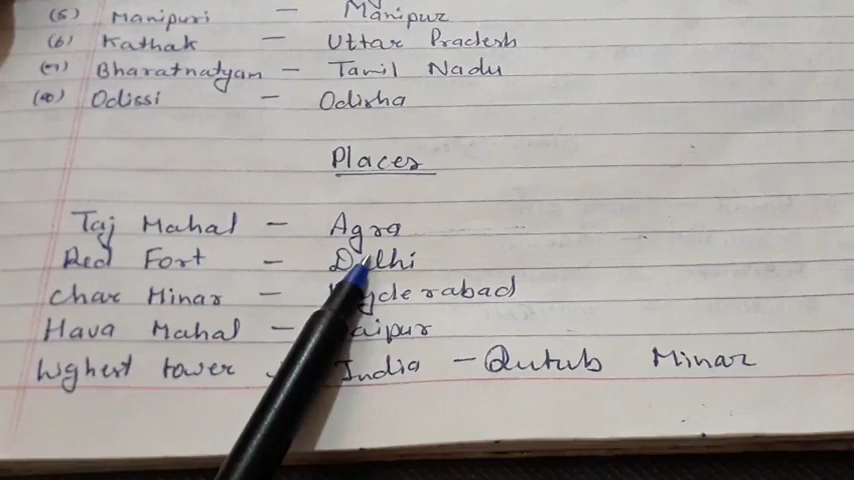 (5) Manipuri - Manipur
(6) Kathak - Uttar Pradesh
(7) Bharatnatyam - Tamil Nadu
(8) Odissi - Odisha
Places
Taj Mahal - Agra
Red Fort - Delhi
Char Minar - Hyderabad
Hava Mahal - Jaipur
highest tower - India - Qutub Minar